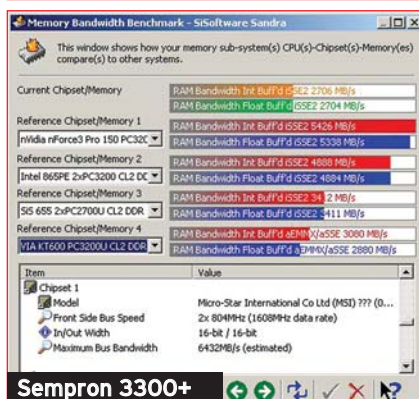 Memory Bandwidth Benchmark - SiSoftware Sandra
This window shows how your memory sub-system(s) CPU(s)-Chipset(s)-Memory(es)
compare(s) to other systems.
Current Chipset/Memory
RAM Bandwidth Int Buff'd iSSE2 2706 MB/s
RAM Bandwidth Float Buff'd iSSE2 2704 MB/s
Reference Chipset/Memory 1
RAM Bandwidth Int Buff'd iSSE2 5426 MB/s
nVidia nForce3 Pro 150 PC32C
RAM Bandwidth Float Buff'd iSSE2 5338 MB/s
Reference Chipset/Memory 2
RAM Bandwidth Int Buff'd iSSE2 4888 MB/s
Intel 865PE 2xPC3200 CL2 DC
RAM Bandwidth Float Buff'd iSSE2 4884 MB/s
Reference Chipset/Memory 3
RAM Bandwidth Int Buff'd iSSE2 3412 MB/s
SiS 655 2xPC2700U CL2 DDR
RAM Bandwidth Float Buff'd iSSE2 3411 MB/s
Reference Chipset/Memory 4
RAM Bandwidth Int Buff'd aEMMX/aSSE 3080 MB/s
VIA KT600 PC3200U CL2 DDR
RAM Bandwidth Float Buff'd aEMMX/aSSE 2880 MB/s
Item Value
Chipset 1
Model Micro-Star International Co Ltd (MSI) ??? (0...
Front Side Bus Speed 2x 804MHz (1608MHz data rate)
In/Out Width 16-bit / 16-bit
Maximum Bus Bandwidth 6432MB/s (estimated)
Sempron 3300+